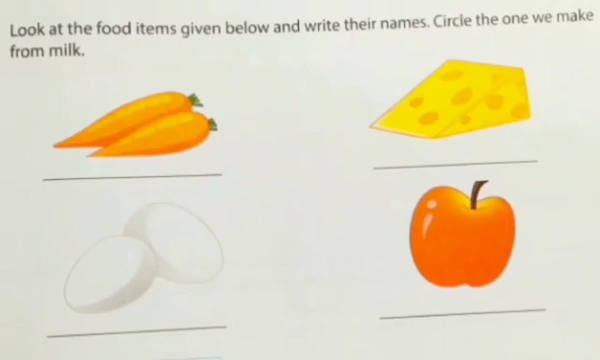 Look at the food items given below and write their names. Circle the one we make
from milk.